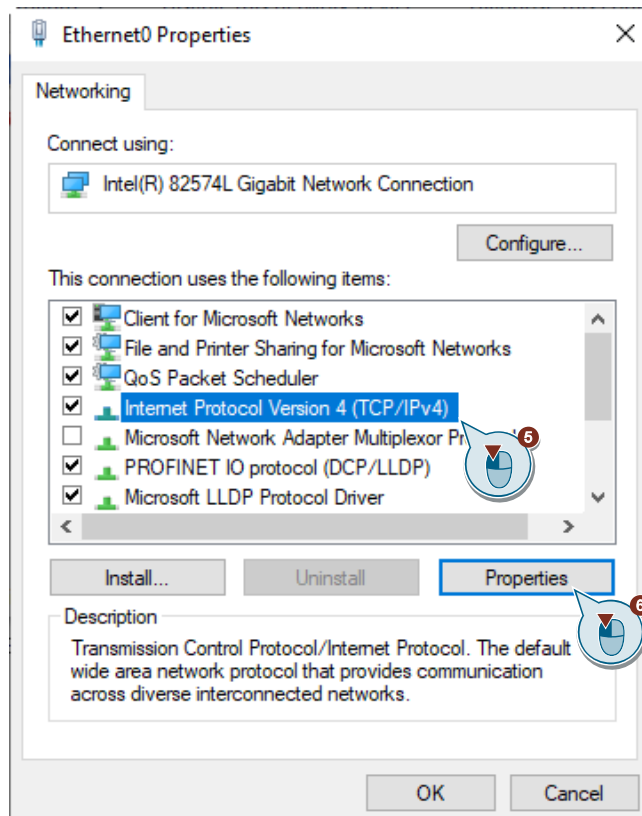 Ethernet0 Properties
Networking
Connect using:
Intel(R) 82574L Gigabit Network Connection
Configure...
This connection uses the following items:
Client for Microsoft Networks
File and Printer Sharing for Microsoft Networks
QoS Packet Scheduler
Internet Protocol Version 4 (TCP/IPv4)
5
Microsoft Network Adapter Multiplexor
PROFINET IO protocol (DCP/LLDP)
Microsoft LLDP Protocol Driver
Install...
Uninstall
Properties
6
Description
Transmission Control Protocol/Internet Protocol. The default
wide area network protocol that provides communication
across diverse interconnected networks.
OK
Cancel